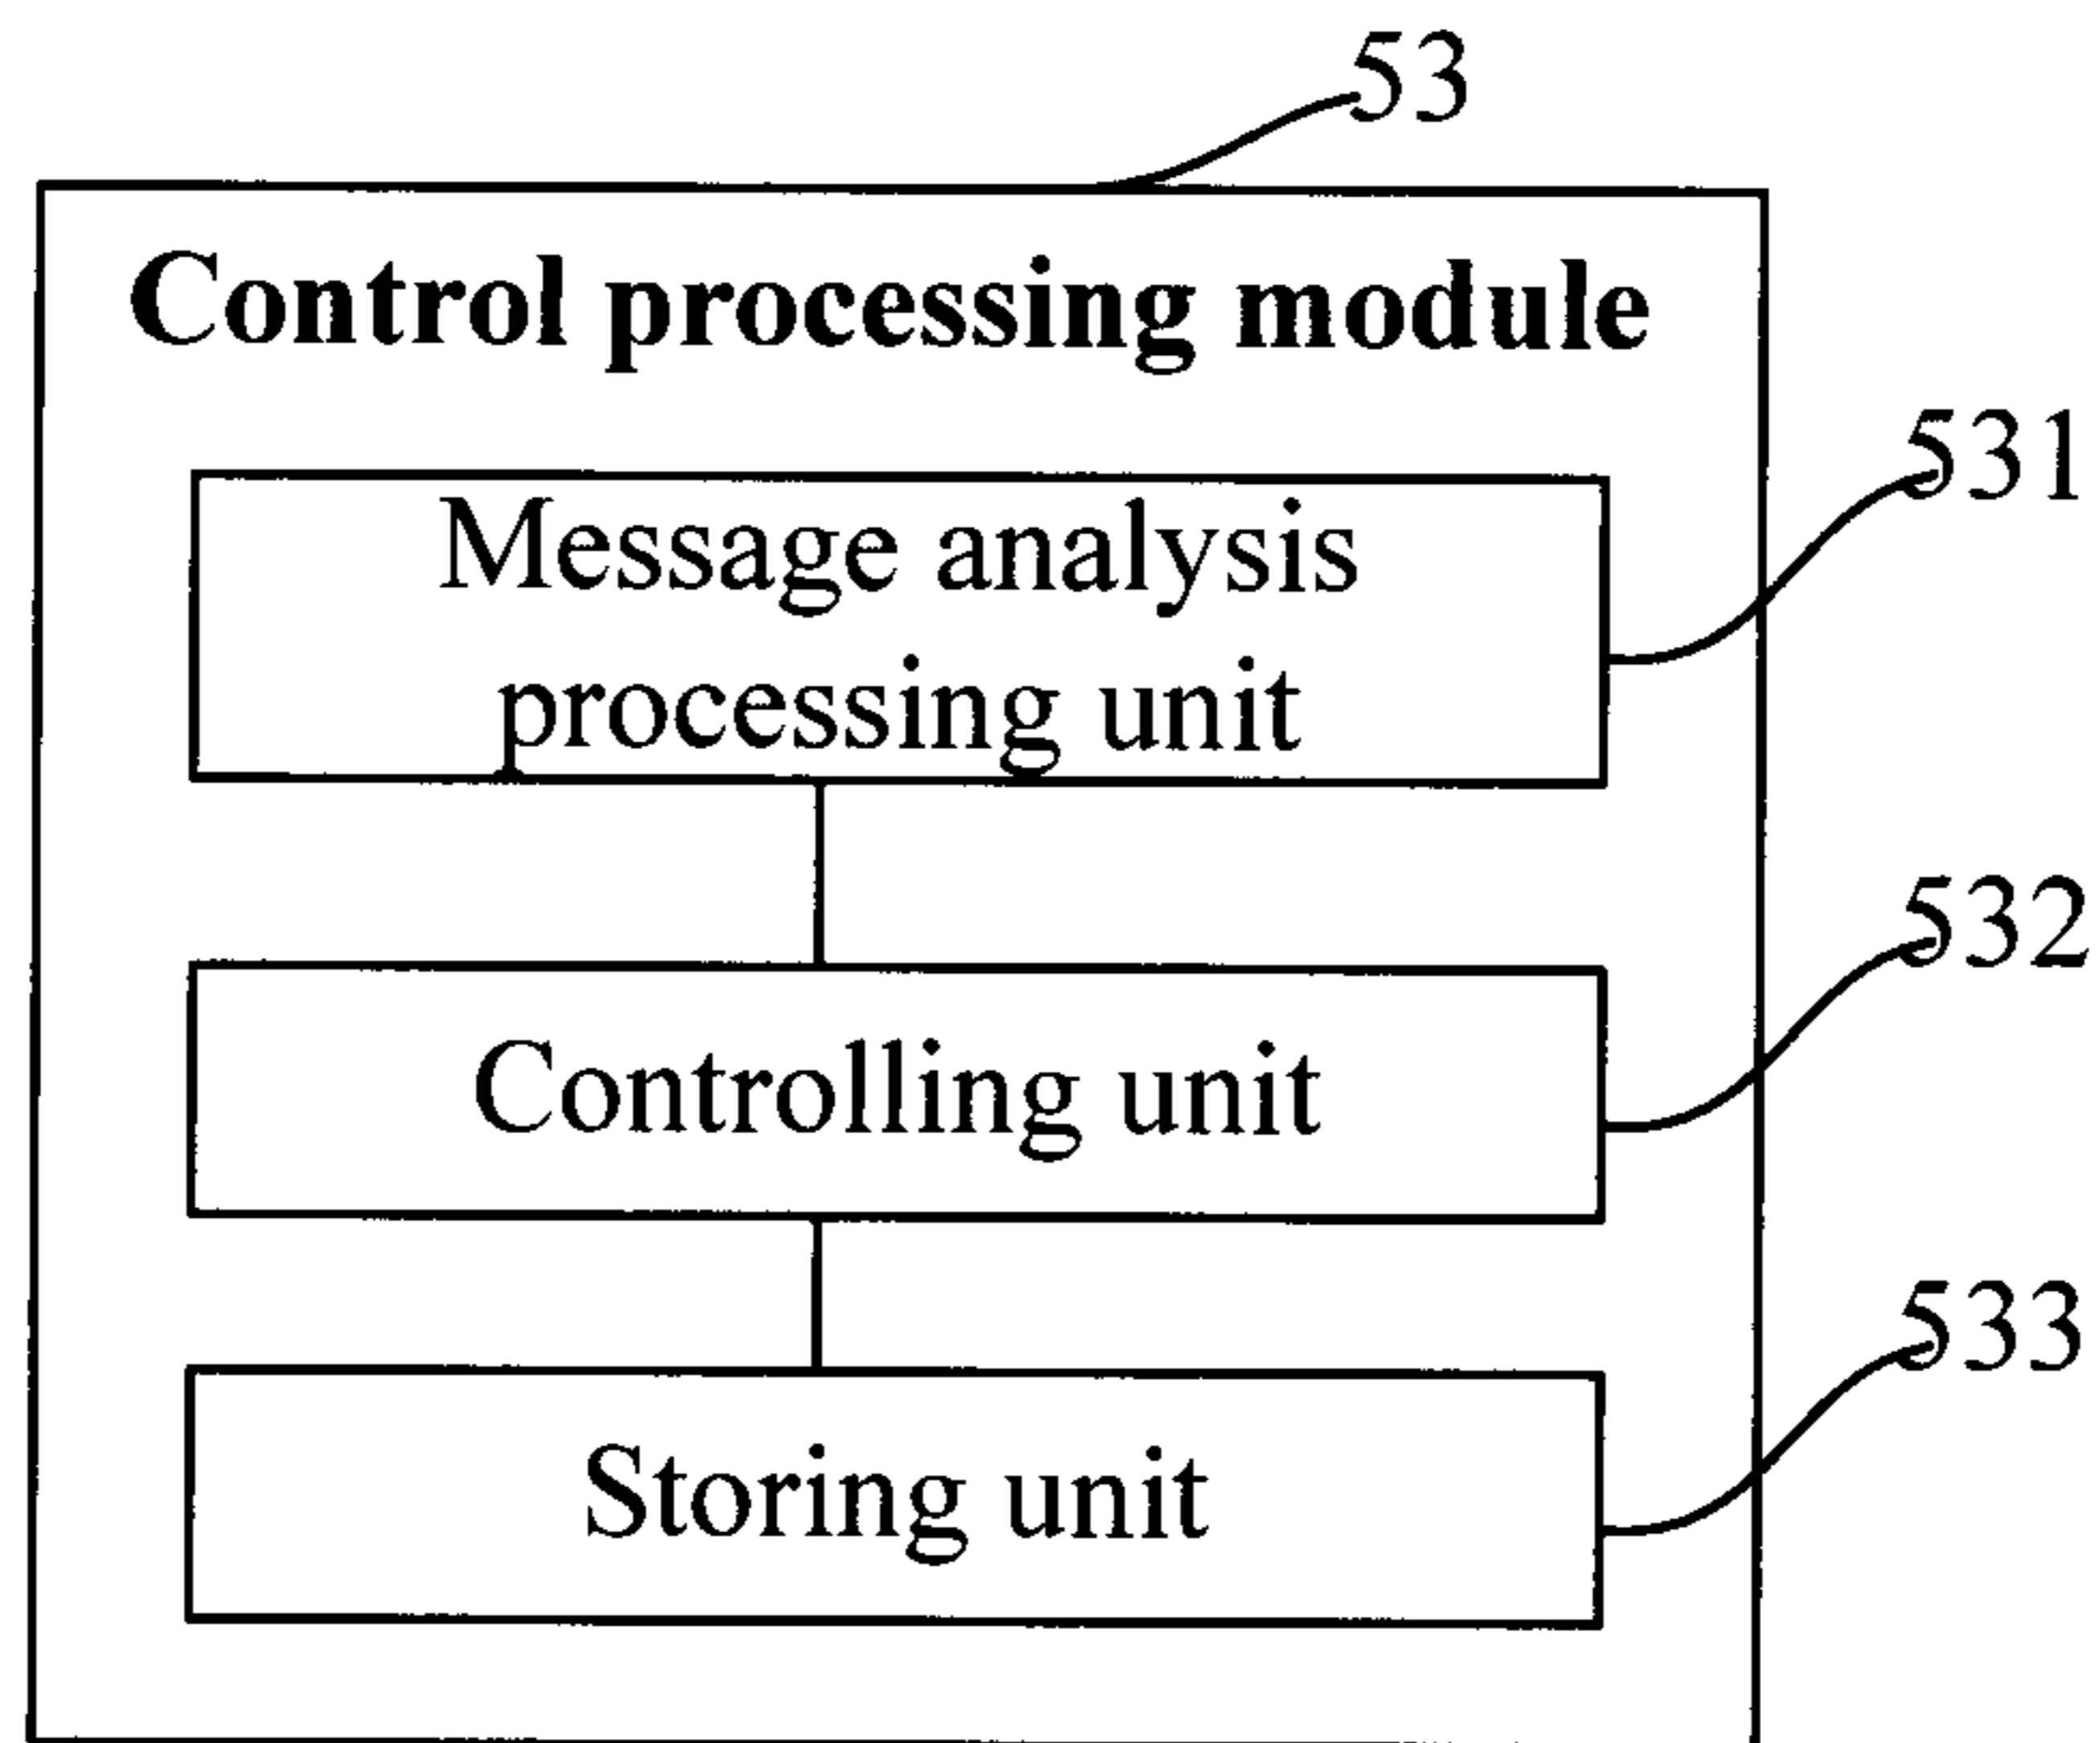 53
Control processing module
531
Message analysis
processing unit
532
Controlling unit
533
Storing unit